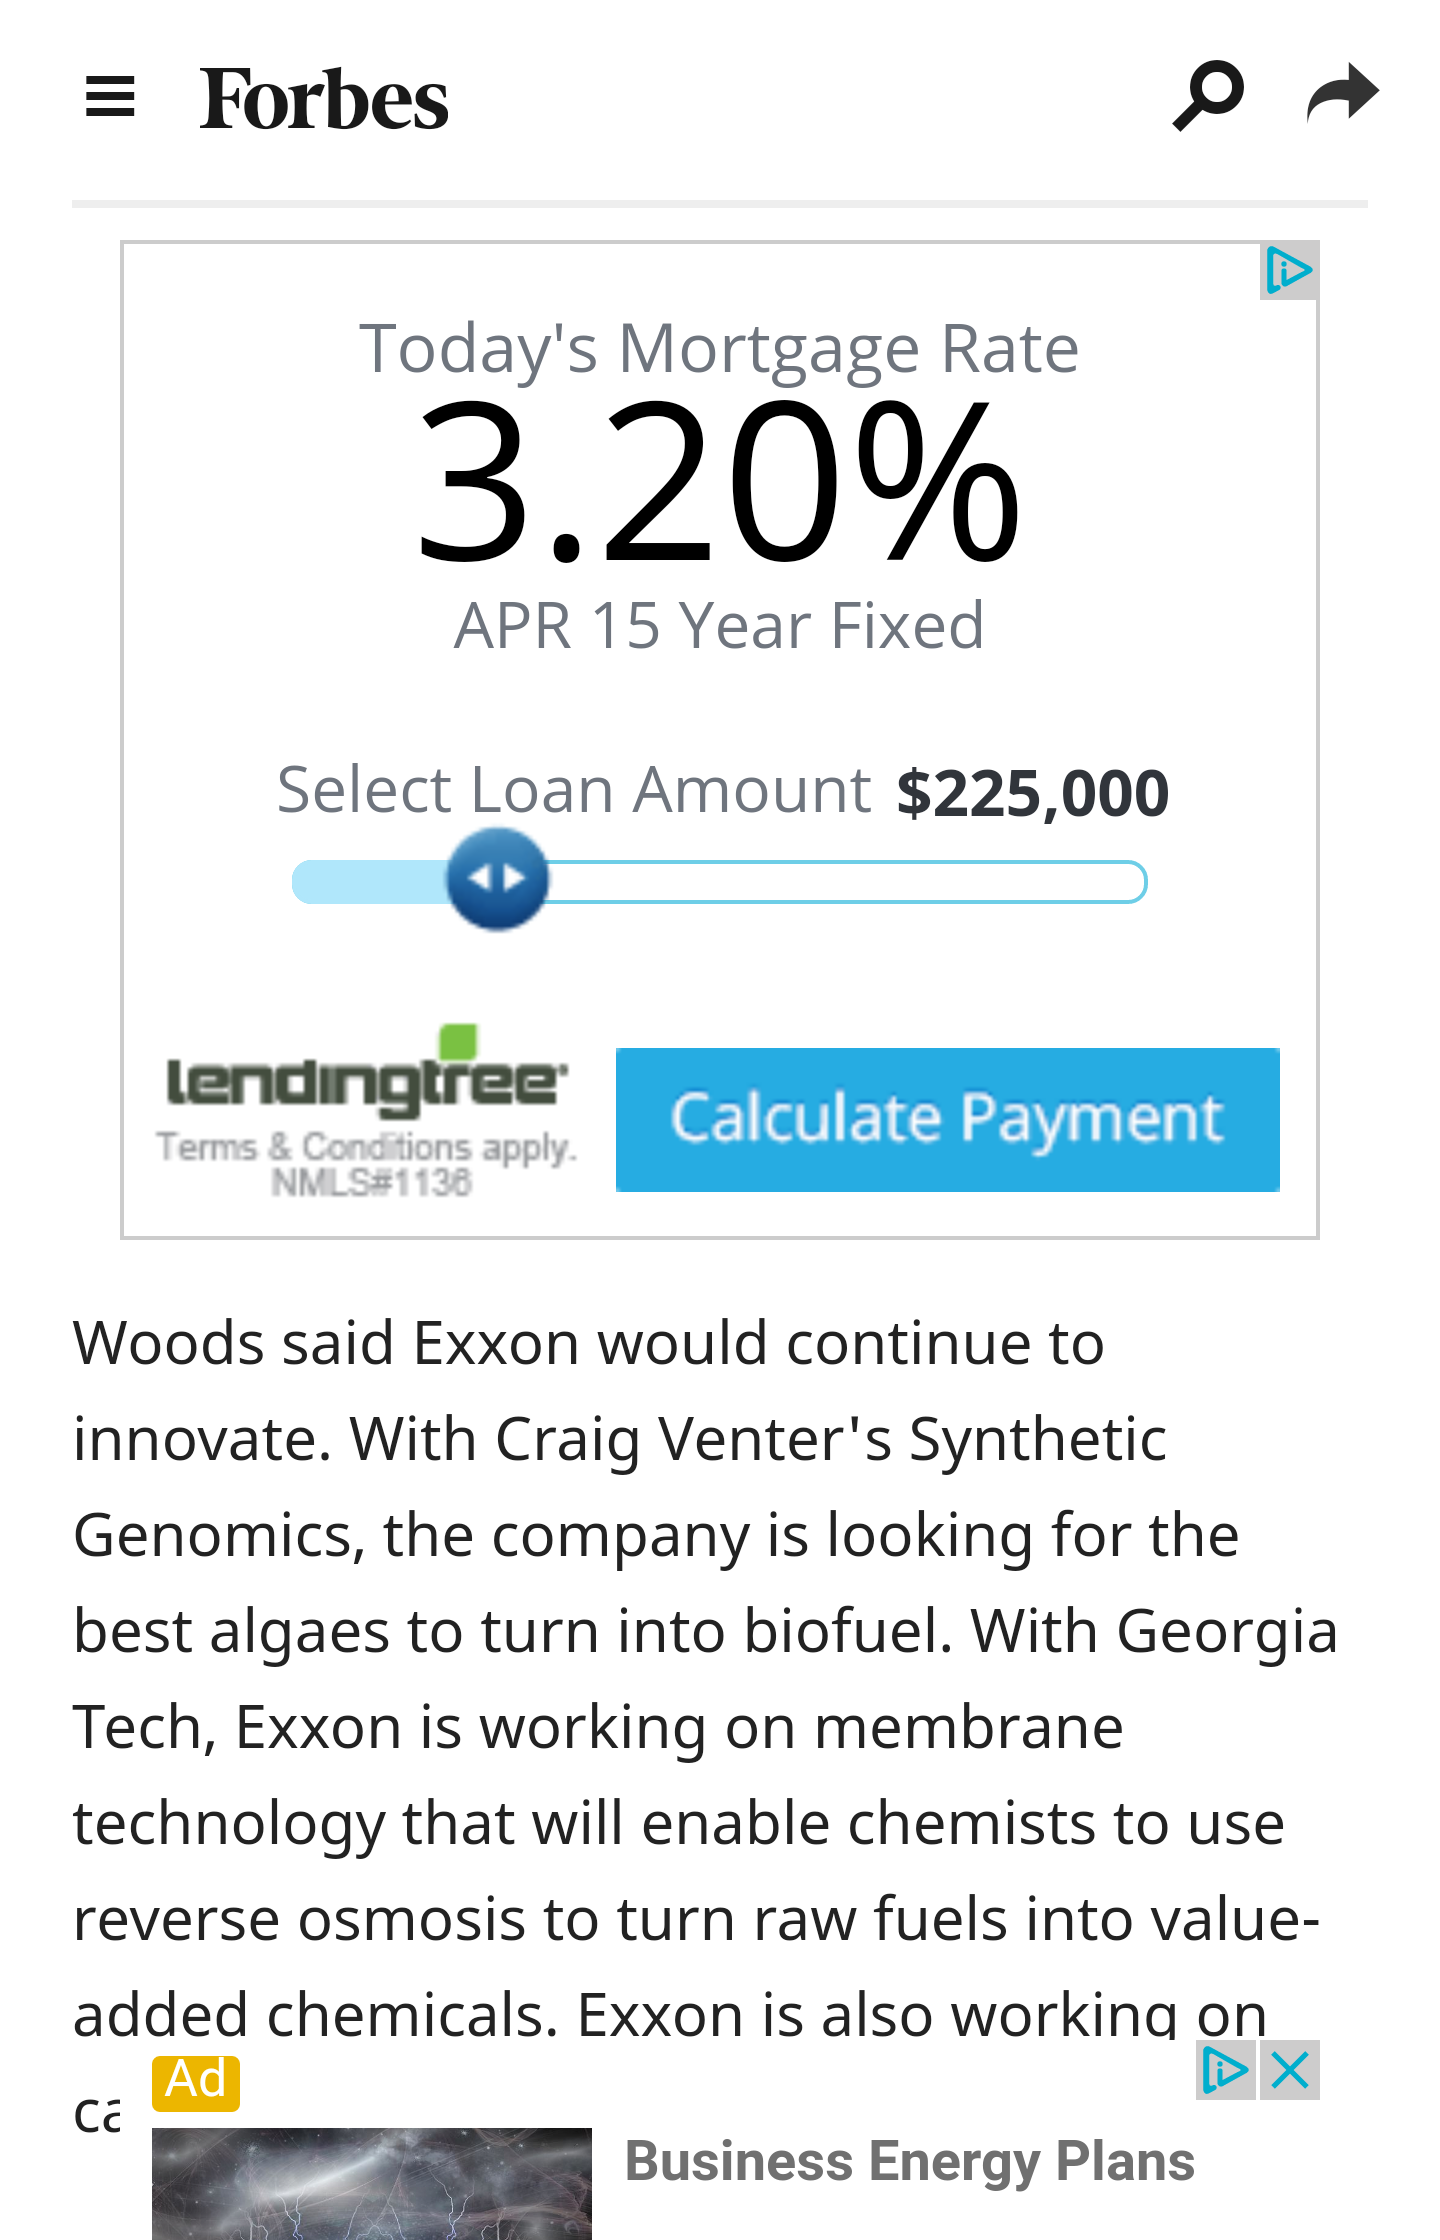 Forbes
Today's Mortgage Rate
3.20%
APR 15 Year Fixed
Select Loan Amount $225,000
lendingtree
Terms & Conditions apply.
NMLS#1136
Calculate Payment
Woods said Exxon would continue to
innovate. With Craig Venter's Synthetic
Genomics, the company is looking for the
best algaes to turn into biofuel. With Georgia
Tech, Exxon is working on membrane
technology that will enable chemists to use
reverse osmosis to turn raw fuels into value-
added chemicals. Exxon is also working on
Ad
Business Energy Plans